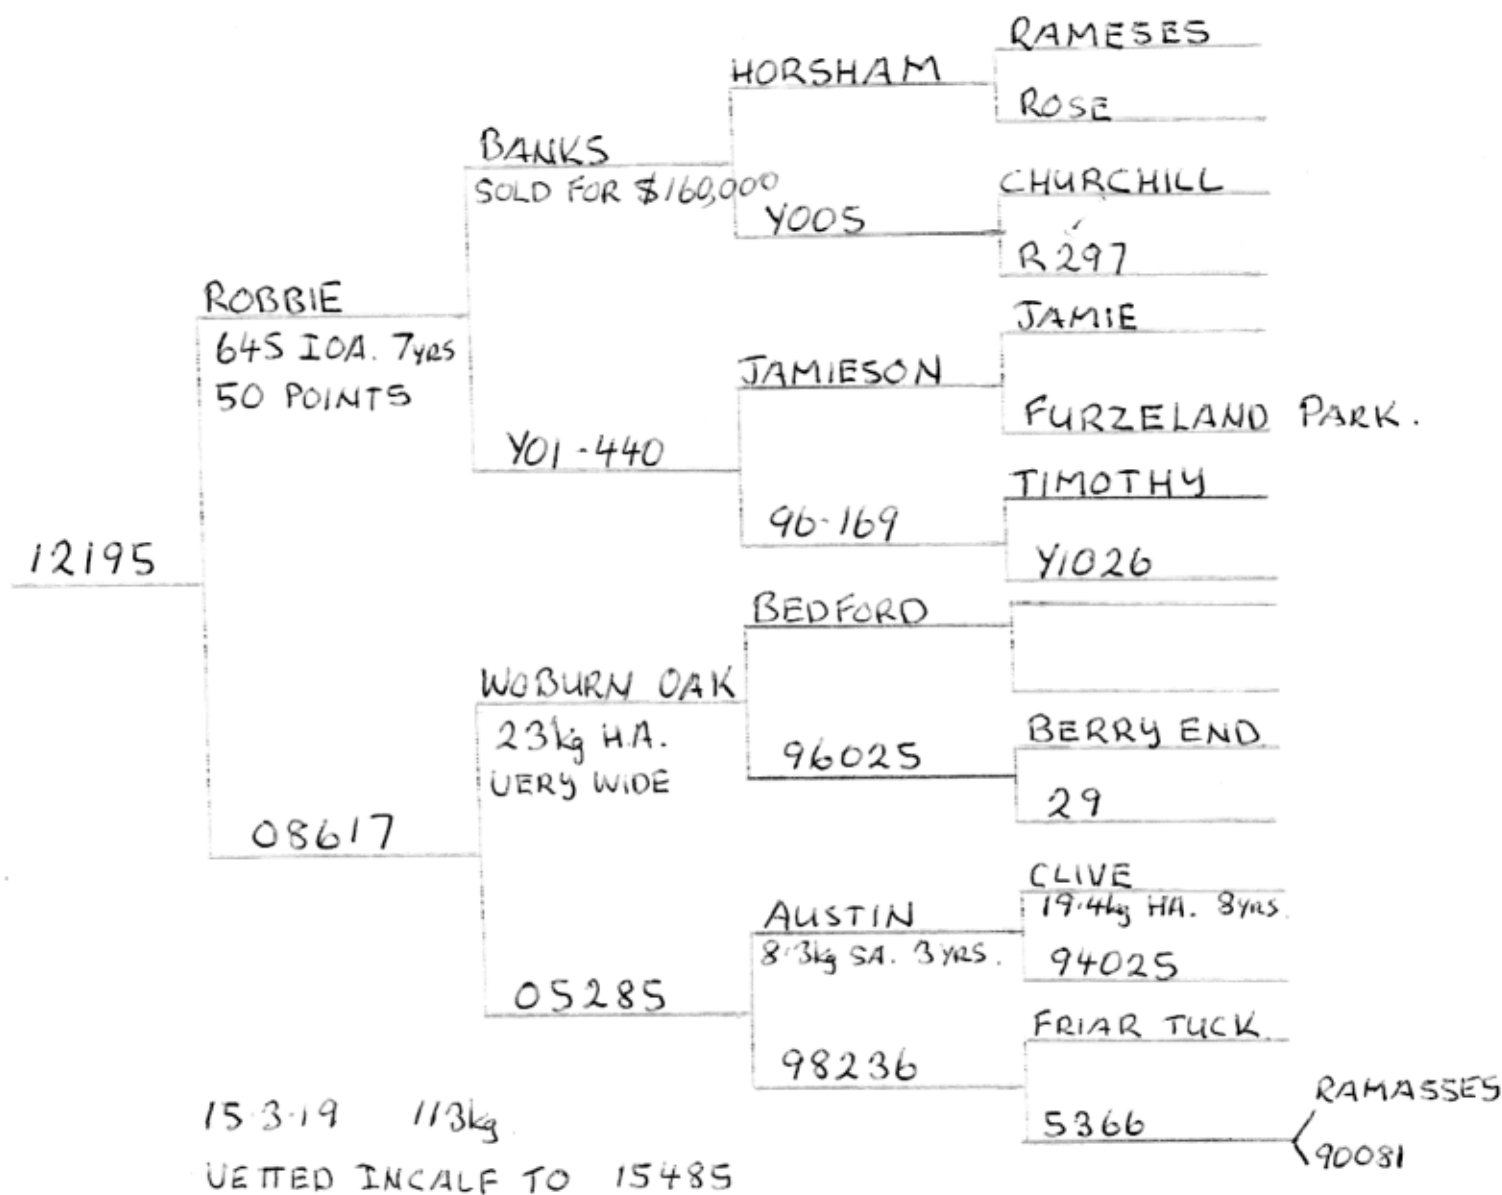 RAMESES
HORSHAM
ROSE
BANKS
SOLD FOR $160,000
CHURCHILL
Y005
R297
ROBBIE
645 IOA. 7YRS
50 POINTS
JAMIE
JAMIESON
FURZELAND PARK.
Y01-440
TIMOTHY
96-169
Y1026
12195
BEDFORD
WOBURN OAK
23kg H.A.
VERY WIDE
BERRY END
96025
29
08617
CLIVE
19.4kg HA. 8YRS.
AUSTIN
8.3kg SA. 3YRS.
94025
05285
FRIAR TUCK
98236
RAMASSES
5366
90081
15.3.19 113kg
VETTED INCALF TO 15485